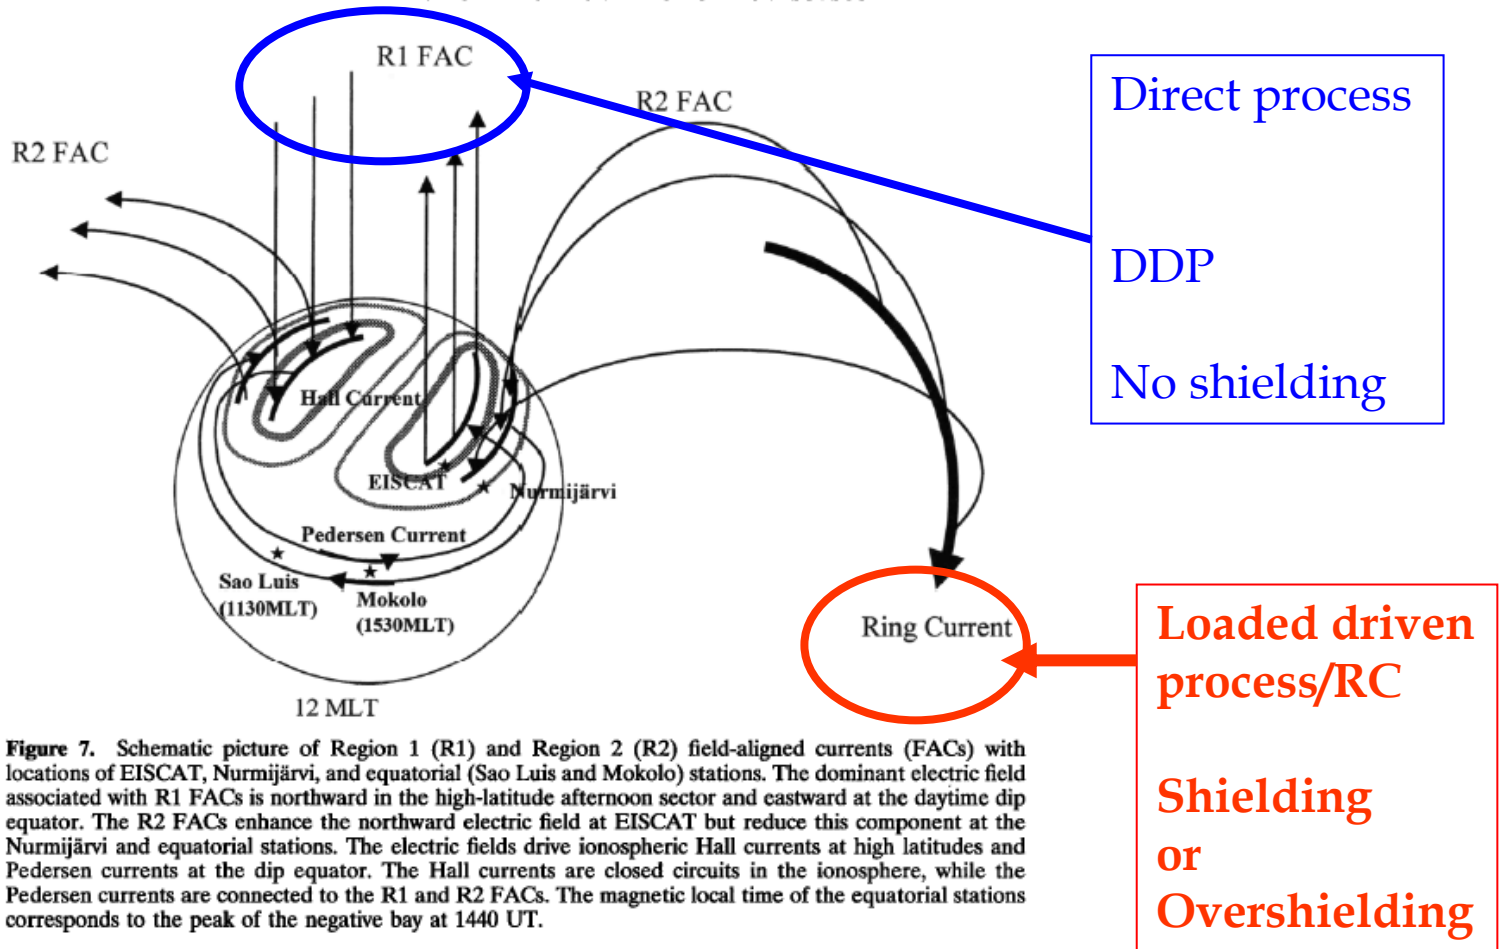 R1 FAC
R2 FAC
R2 FAC
Direct process
DDP
No shielding
Hall Current
EISCAT
Nurmijärvi
Pedersen Current
Sao Luis
(1130MLT)
Mokolo
(1530MLT)
12 MLT
Ring Current
Loaded driven
process/RC
Shielding
or
Overshielding
Figure 7. Schematic picture of Region 1 (R1) and Region 2 (R2) field-aligned currents (FACs) with
locations of EISCAT, Nurmijärvi, and equatorial (Sao Luis and Mokolo) stations. The dominant electric field
associated with R1 FACs is northward in the high-latitude afternoon sector and eastward at the daytime dip
equator. The R2 FACs enhance the northward electric field at EISCAT but reduce this component at the
Nurmijärvi and equatorial stations. The electric fields drive ionospheric Hall currents at high latitudes and
Pedersen currents at the dip equator. The Hall currents are closed circuits in the ionosphere, while the
Pedersen currents are connected to the R1 and R2 FACs. The magnetic local time of the equatorial stations
corresponds to the peak of the negative bay at 1440 UT.